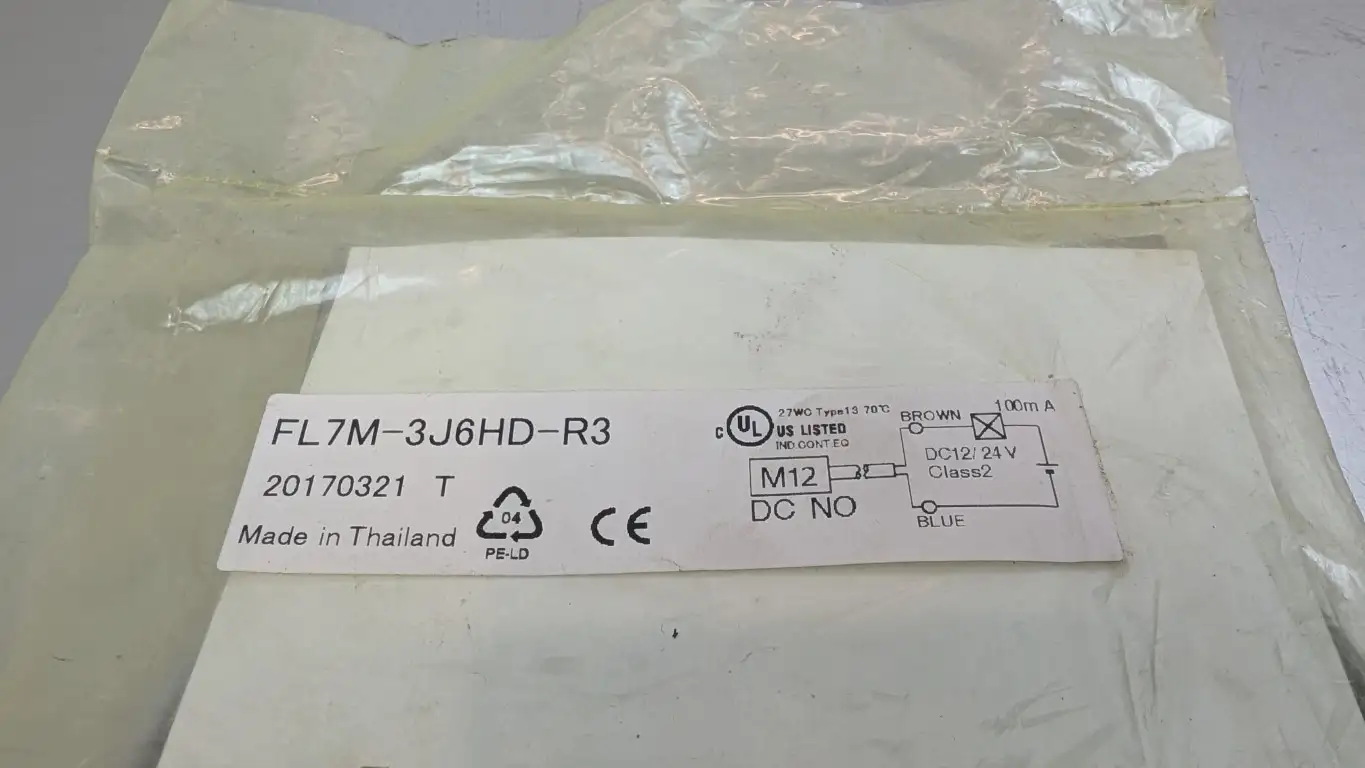 FL7M-3J6HD-R3
20170321 T
Made in Thailand
04
PE-LD
CE
C UL US LISTED
27WC Type13 70℃
IND.CONT.EQ
M12
DC NO
BROWN
100mA
DC12/24V
Class2
BLUE